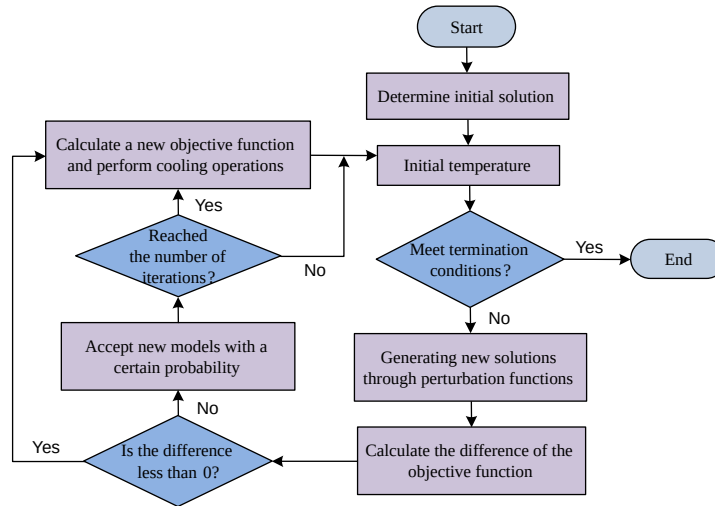 Start
Determine initial solution
Initial temperature
Meet termination
conditions?
Yes
End
No
Generating new solutions
through perturbation functions
Calculate the difference of the
objective function
Is the difference
less than 0?
Yes
No
Accept new models with a
certain probability
Reached
the number of
iterations?
Yes
No
Calculate a new objective function
and perform cooling operations